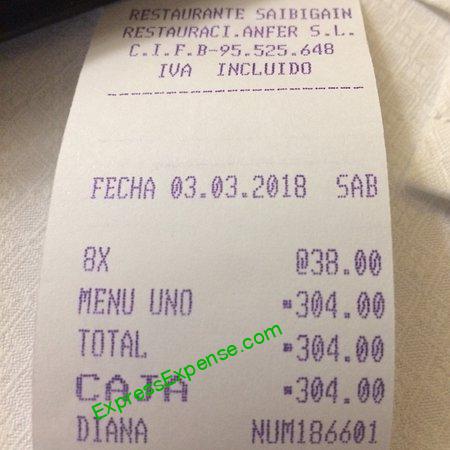 RESTAURANTE SAIBIGAIN
RESTAURACI.ANFER S.L.
C.I.F.B-95.525.648
IVA INCLUIDO
FECHA 03.03.2018 SAB
8X @38.00
MENU UNO 304.00
TOTAL 304.00
CAJA 304.00
ExpressExpense.com
DIANA NUM186601